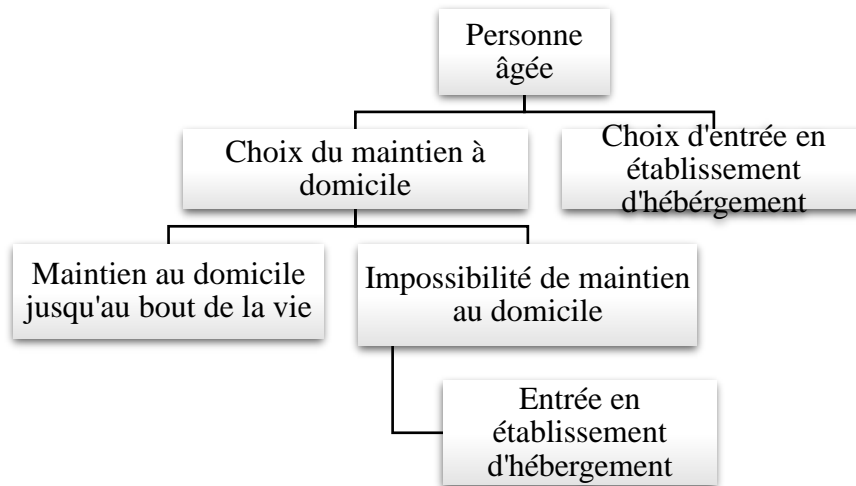 Personne
âgée
Choix du maintien à
domicile
Choix d'entrée en
établissement
d'hébérgement
Maintien au domicile
jusqu'au bout de la vie
Impossibilité de maintien
au domicile
Entrée en
établissement
d'hébergement